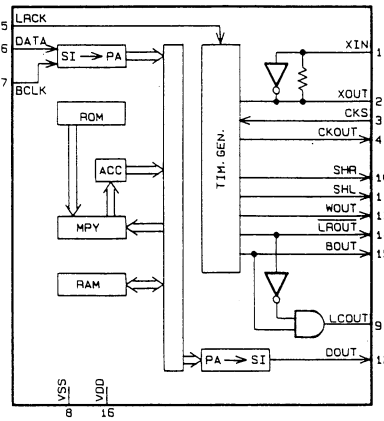 5 LRCK
6 DATA
7 BCLK
SI → PA
ROM
ACC
MPY
RAM
TIM. GEN.
XIN 1
XOUT 2
CKS 3
CKOUT 4
SHR
SHL
WOUT
LROUT
BOUT
LCOUT 9
DOUT
PA → SI
VSS
8
VDD
16